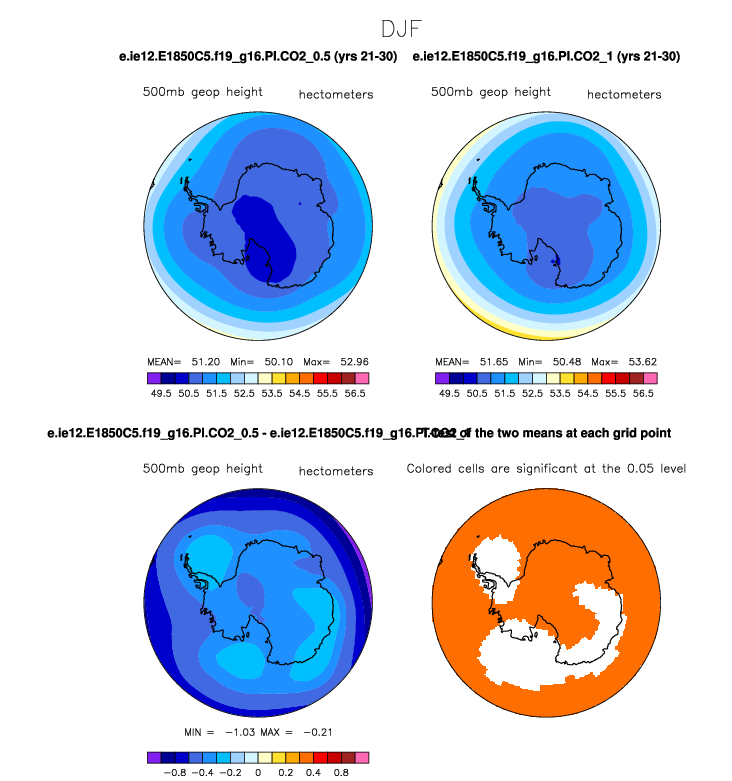 DJF
e.ie12.E1850C5.f19_g16.PI.CO2_0.5 (yrs 21-30)
e.ie12.E1850C5.f19_g16.PI.CO2_1 (yrs 21-30)
500mb geop height
hectometers
500mb geop height
hectometers
MEAN= 51.20 Min= 50.10 Max= 52.96
49.5 50.5 51.5 52.5 53.5 54.5 55.5 56.5
MEAN= 51.65 Min= 50.48 Max= 53.62
49.5 50.5 51.5 52.5 53.5 54.5 55.5 56.5
e.ie12.E1850C5.f19_g16.PI.CO2_0.5 - e.ie12.E1850C5.f19_g16.PI.CO2_1
T-Test of the two means at each grid point
500mb geop height
hectometers
Colored cells are significant at the 0.05 level
MIN = -1.03 MAX = -0.21
-0.8 -0.4 -0.2 0 0.2 0.4 0.8